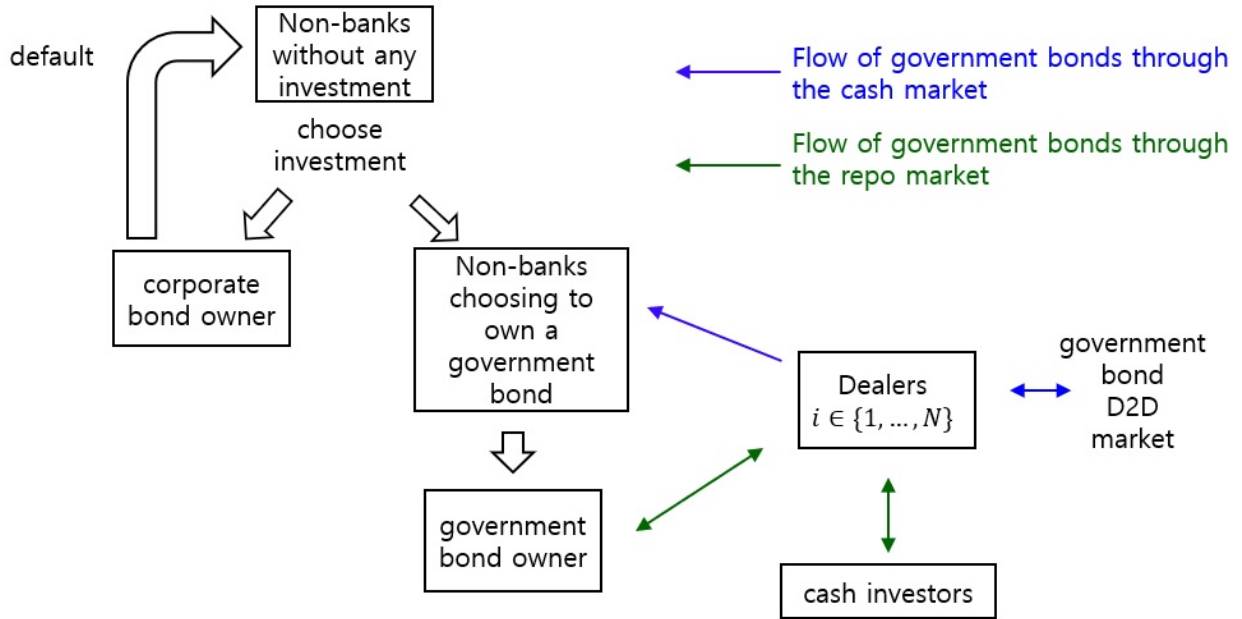 default
Non-banks
without any
investment
choose
investment
Flow of government bonds through
the cash market
Flow of government bonds through
the repo market
corporate
bond owner
Non-banks
choosing to
own a
government
bond
Dealers
i ∈ {1, … , N}
government
bond
D2D
market
government
bond owner
cash investors